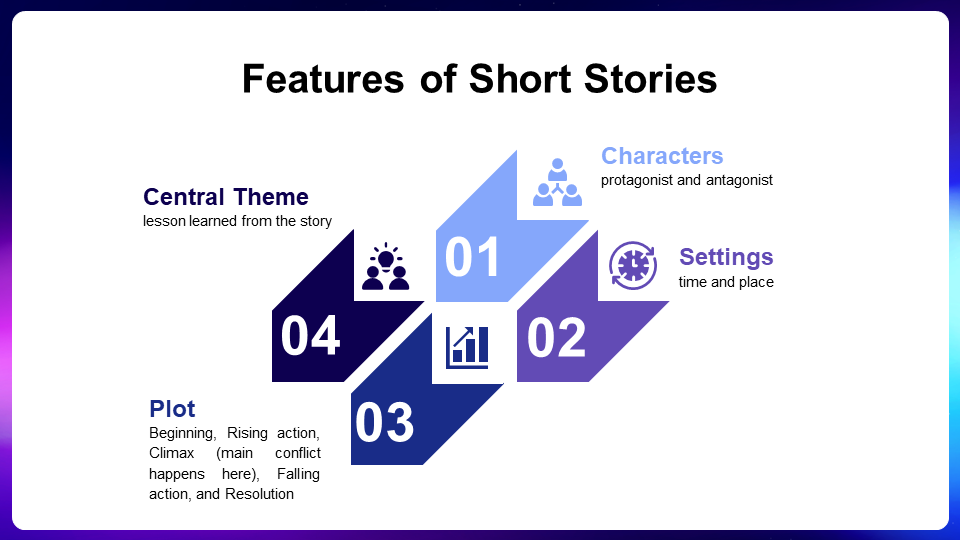 Features of Short Stories
01
Characters
protagonist and antagonist
02
Settings
time and place
03
Plot
Beginning, Rising action,
Climax (main conflict
happens here), Falling
action, and Resolution
04
Central Theme
lesson learned from the story